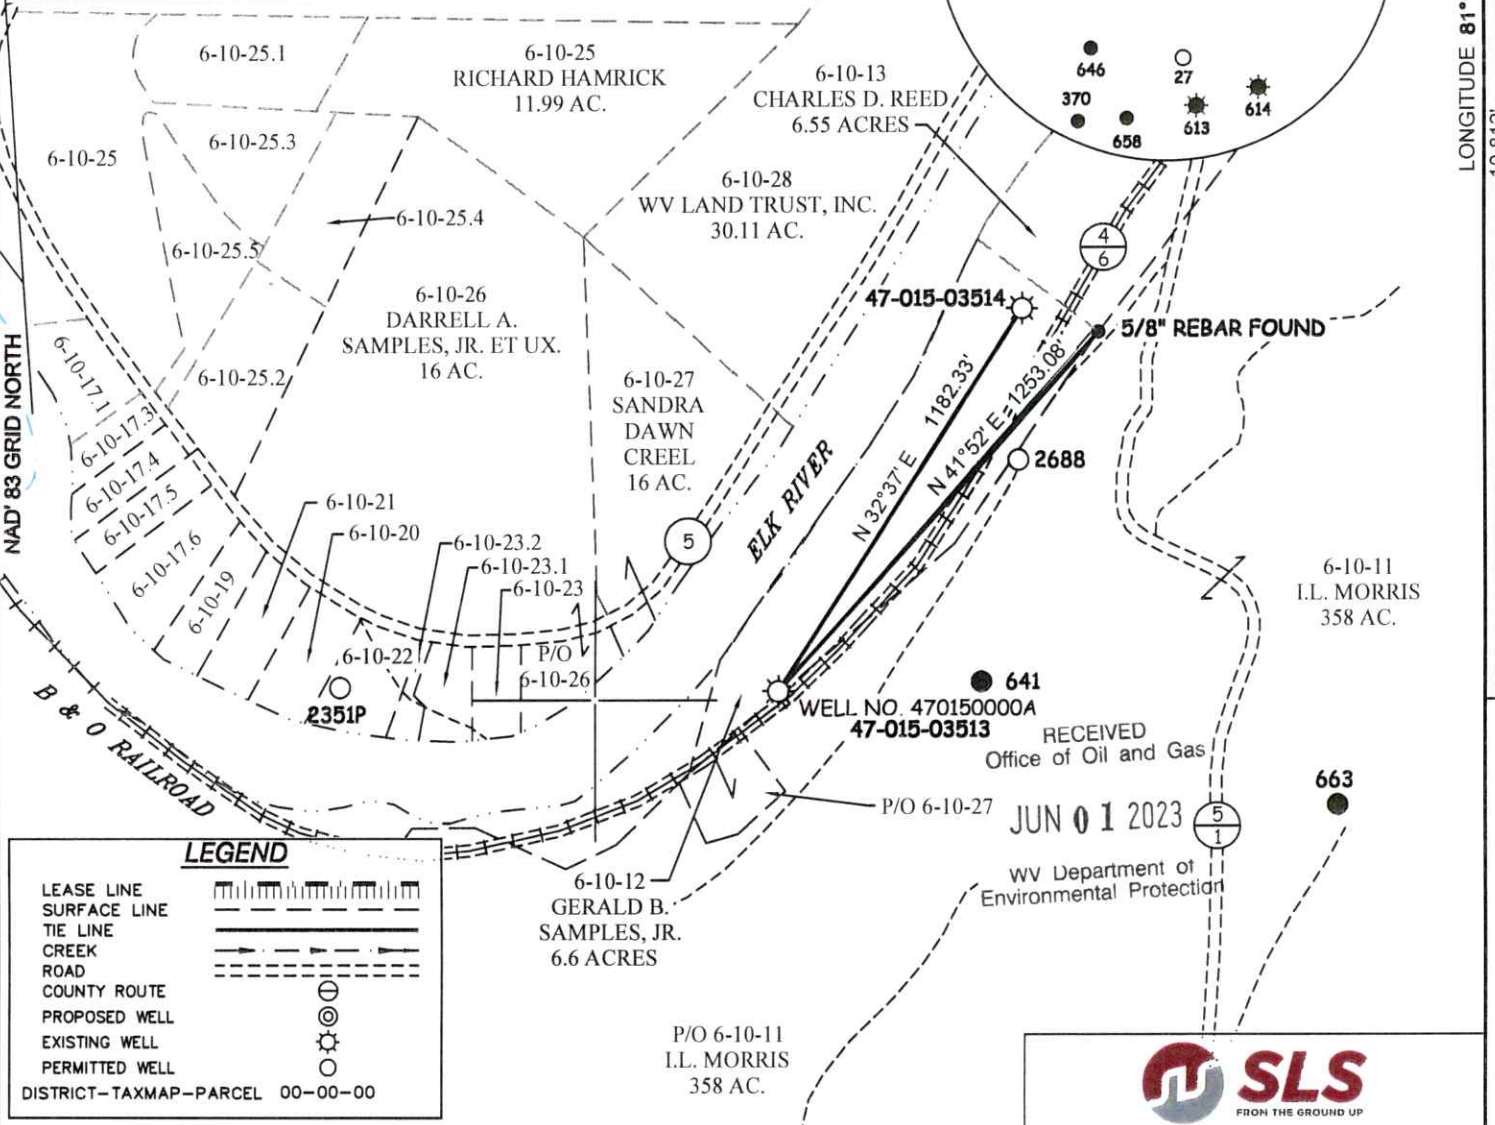 6-10-25.1
6-10-25
RICHARD HAMRICK
11.99 AC.
6-10-13
CHARLES D. REED
6.55 ACRES
646
27
370
658
613
614
LONGITUDE 81°
6-10-25
6-10-25.3
6-10-25.4
6-10-25.5
6-10-28
WV LAND TRUST, INC.
30.11 AC.
4
6
47-015-03514
5/8" REBAR FOUND
6-10-26
DARRELL A.
SAMPLES, JR. ET UX.
16 AC.
6-10-25.2
6-10-17.1
6-10-17.3
6-10-17.4
6-10-17.5
6-10-17.6
6-10-19
NAD' 83 GRID NORTH
6-10-27
SANDRA
DAWN
CREEL
16 AC.
ELK RIVER
N 32°37' E 1182.33'
N 41°52' E - 1253.08'
2688
6-10-21
6-10-20
6-10-23.2
6-10-23.1
6-10-23
5
P/O
6-10-26
6-10-22
2351P
B & O RAILROAD
6-10-11
I.L. MORRIS
358 AC.
641
WELL NO. 470150000A
47-015-03513
RECEIVED
Office of Oil and Gas
JUN 01 2023
WV Department of
Environmental Protection
663
5
1
P/O 6-10-27
6-10-12
GERALD B.
SAMPLES, JR.
6.6 ACRES
P/O 6-10-11
I.L. MORRIS
358 AC.
LEGEND
LEASE LINE
SURFACE LINE
TIE LINE
CREEK
ROAD
COUNTY ROUTE
PROPOSED WELL
EXISTING WELL
PERMITTED WELL
DISTRICT-TAXMAP-PARCEL 00-00-00
SLS
FROM THE GROUND UP